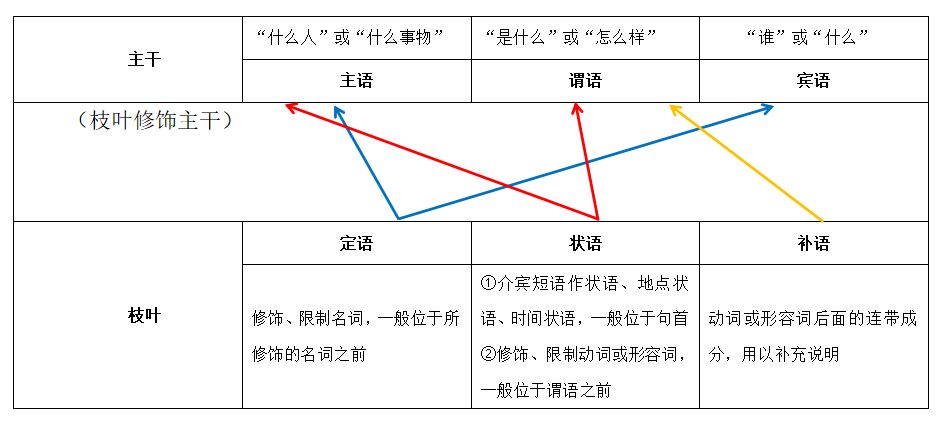 主干
“什么人”或“什么事物” “是什么”或“怎么样” “谁”或“什么”
主语 谓语 宾语
（枝叶修饰主干）
定语 状语 补语
枝叶
修饰、限制名词，一般位于所
修饰的名词之前
①介宾短语作状语、地点状
语、时间状语，一般位于句首
②修饰、限制动词或形容词，
一般位于谓语之前
动词或形容词后面的连带成
分，用以补充说明